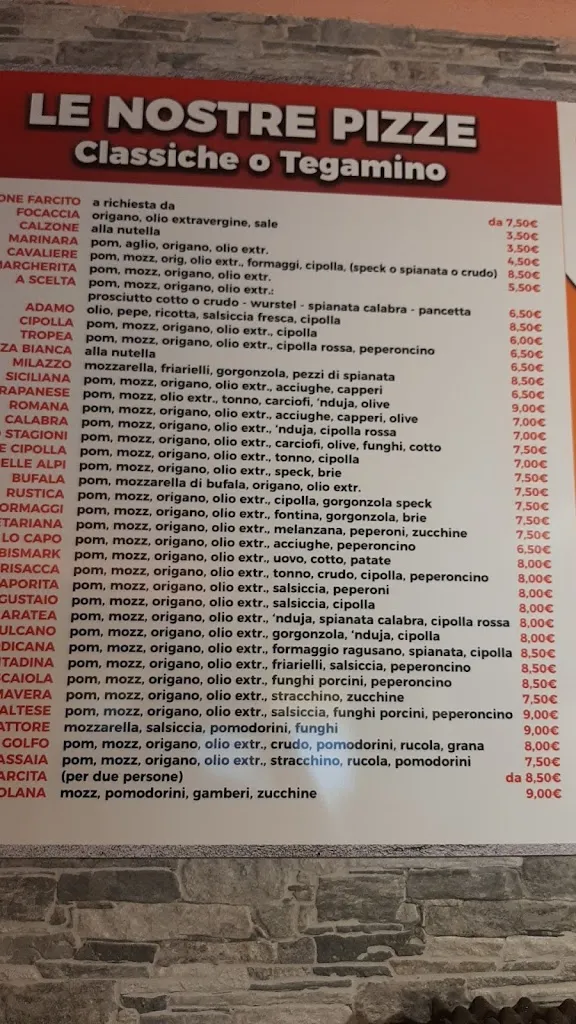 LE NOSTRE PIZZE
Classiche o Tegamino
ONE FARCITO a richiesta da da 7,50€
FOCACCIA origano, olio extravergine, sale 3,50€
CALZONE alla nutella 3,50€
MARINARA pom, aglio, origano, olio extr. 4,50€
CAVALIERE pom, mozz, orig, olio extr., formaggi, cipolla, (speck o spianata o crudo) 8,50€
MARGHERITA pom, mozz, origano, olio extr. 5,50€
A SCELTA pom, mozz, origano, olio extr.:
prosciutto cotto o crudo - wurstel - spianata calabra - pancetta 6,50€
ADAMO olio, pepe, ricotta, salsiccia fresca, cipolla 8,50€
CIPOLLA pom, mozz, origano, olio extr., cipolla 6,00€
TROPEA pom, mozz, origano, olio extr., cipolla rossa, peperoncino 6,50€
ZA BIANCA alla nutella 6,50€
MILAZZO mozzarella, friarielli, gorgonzola, pezzi di spianata 8,50€
SICILIANA pom, mozz, origano, olio extr., acciughe, capperi 6,50€
RAPANESE pom, mozz, olio extr., tonno, carciofi, 'nduja, olive 9,00€
ROMANA pom, mozz, origano, olio extr., acciughe, capperi, olive 7,00€
CALABRA pom, mozz, origano, olio extr., 'nduja, cipolla rossa 7,00€
STAGIONI pom, mozz, origano, olio extr., carciofi, olive, funghi, cotto 7,50€
E CIPOLLA pom, mozz, origano, olio extr., tonno, cipolla 7,00€
ELLE ALPI pom, mozz, origano, olio extr., speck, brie 7,50€
BUFALA pom, mozzarella di bufala, origano, olio extr. 7,50€
RUSTICA pom, mozz, origano, olio extr., cipolla, gorgonzola speck 7,50€
ORMAGGI pom, mozz, origano, olio extr., fontina, gorgonzola, brie 7,50€
ETARIANA pom, mozz, origano, olio extr., melanzana, peperoni, zucchine 7,50€
LO CAPO pom, mozz, origano, olio extr., acciughe, peperoncino 6,50€
BISMARK pom, mozz, origano, olio extr., uovo, cotto, patate 8,00€
RISACCA pom, mozz, origano, olio extr., tonno, crudo, cipolla, peperoncino 8,00€
APORITA pom, mozz, origano, olio extr., salsiccia, peperoni 8,00€
GUSTAIO pom, mozz, origano, olio extr., salsiccia, cipolla 8,00€
ARATEA pom, mozz, origano, olio extr., 'nduja, spianata calabra, cipolla rossa 8,00€
ULCANO pom, mozz, origano, olio extr., gorgonzola, 'nduja, cipolla 8,00€
DICANA pom, mozz, origano, olio extr., formaggio ragusano, spianata, cipolla 8,50€
TADINA pom, mozz, origano, olio extr., friarielli, salsiccia, peperoncino 8,50€
CAIOLA pom, mozz, origano, olio extr., funghi porcini, peperoncino 8,50€
MAVERA pom, mozz, origano, olio extr., stracchino, zucchine 7,50€
ALTESE pom, mozz, origano, olio extr., salsiccia, funghi porcini, peperoncino 9,00€
ATTORE mozzarella, salsiccia, pomodorini, funghi 9,00€
GOLFO pom, mozz, origano, olio extr., crudo, pomodorini, rucola, grana 8,00€
ASSAIA pom, mozz, origano, olio extr., stracchino, rucola, pomodorini 7,50€
ARCITA (per due persone) da 8,50€
OLANA mozz, pomodorini, gamberi, zucchine 9,00€